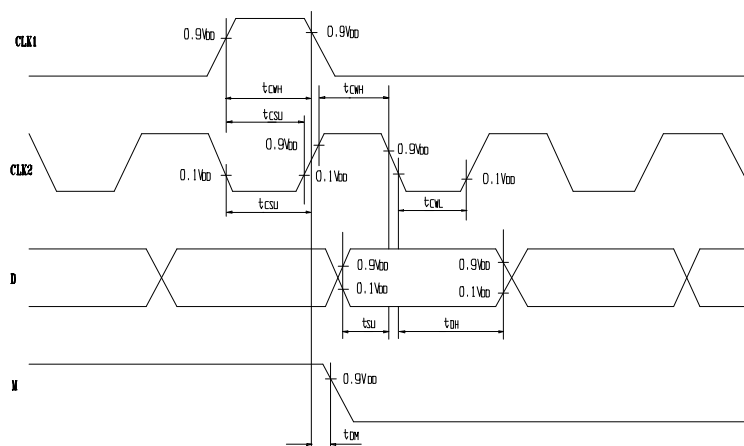 0.9VDD
0.9VDD
CLK1
tCWH
tCWH
tCSU
0.9VDD
0.9VDD
CLK2
0.1VDD
0.1VDD
0.1VDD
tCWL
tCSU
0.9VDD
0.9VDD
D
0.1VDD
0.1VDD
tSU
tDH
M
0.9VDD
tDM